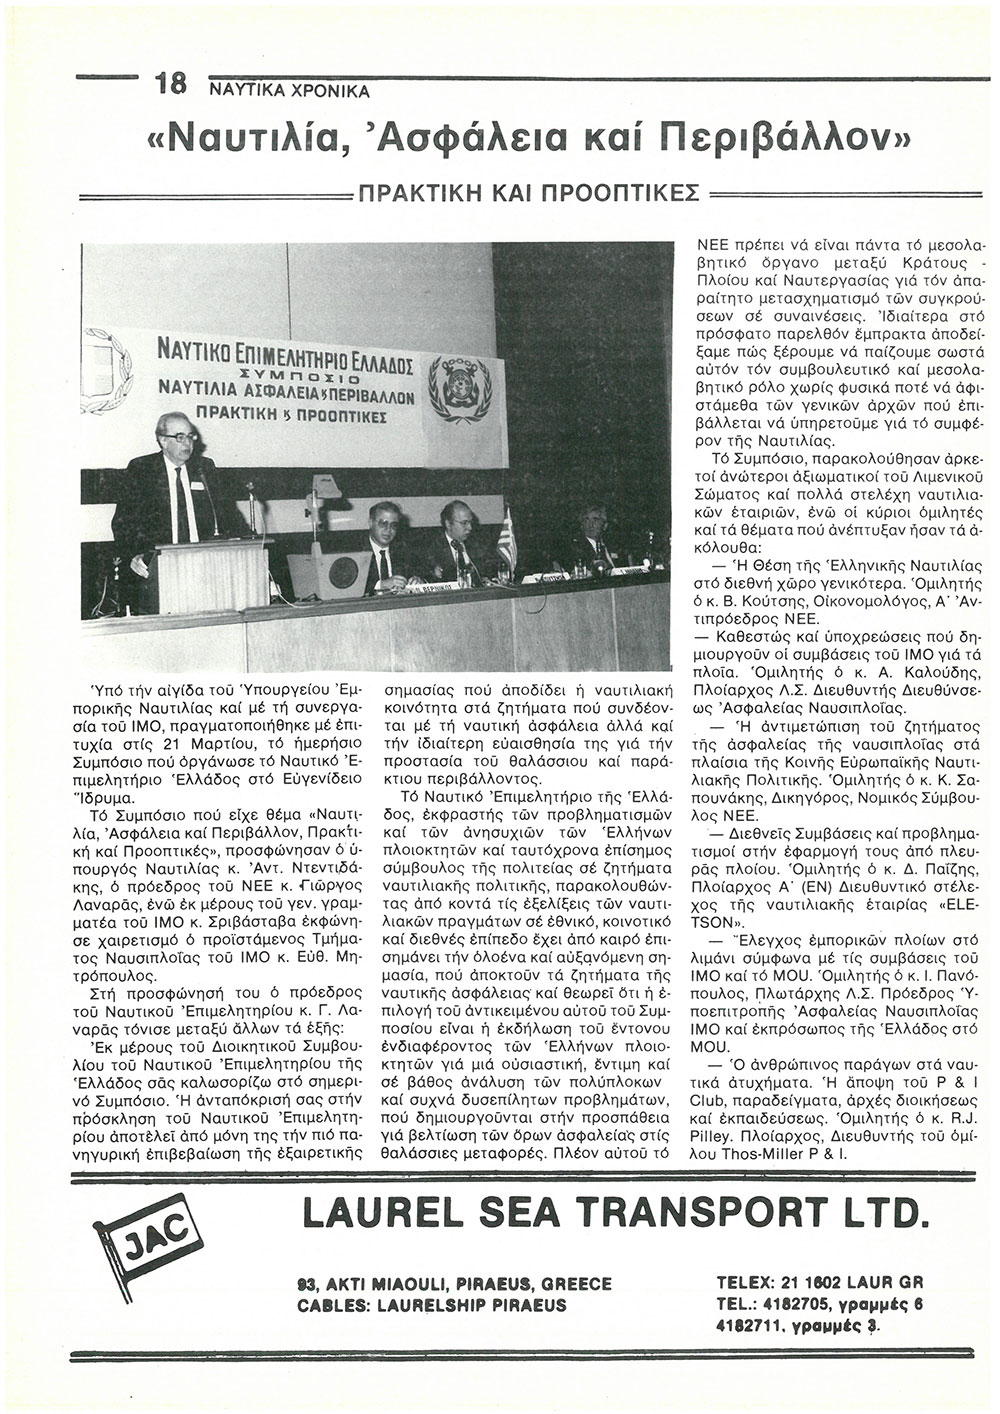 18 ΝΑΥΤΙΚΑ ΧΡΟΝΙΚΑ
«Ναυτιλία, Ἀσφάλεια καί Περιβάλλον»
ΠΡΑΚΤΙΚΗ ΚΑΙ ΠΡΟΟΠΤΙΚΕΣ
ΝΑΥΤΙΚΟ ΕΠΙΜΕΛΗΤΗΡΙΟ ΕΛΛΑΔΟΣ
ΣΥΜΠΟΣΙΟ
ΝΑΥΤΙΛΙΑ ΑΣΦΑΛΕΙΑ ϗ ΠΕΡΙΒΑΛΛΟΝ
ΠΡΑΚΤΙΚΗ ϗ ΠΡΟΟΠΤΙΚΕΣ
Ὑπό τήν αἰγίδα τοῦ Ὑπουργείου Ἐμ-
πορικῆς Ναυτιλίας καί μέ τή συνεργα-
σία τοῦ ΙΜΟ, πραγματοποιήθηκε μέ ἐπι-
τυχία στίς 21 Μαρτίου, τό ἡμερήσιο
Συμπόσιο πού ὀργάνωσε τό Ναυτικό Ἐ-
πιμελητήριο Ἑλλάδος στό Εὐγενίδειο
Ἵδρυμα.
Τό Συμπόσιο πού εἶχε θέμα «Ναυτι-
λία, Ἀσφάλεια καί Περιβάλλον, Πρακτι-
κή καί Προοπτικές», προσφώνησαν ὁ ὑ-
πουργός Ναυτιλίας κ. Ἀντ. Ντεντιδά-
κης, ὁ πρόεδρος τοῦ ΝΕΕ κ. Γιῶργος
Λαναρᾶς, ἐνῶ ἐκ μέρους τοῦ γεν. γραμ-
ματέα τοῦ ΙΜΟ κ. Σριβάσταβα ἐκφώνη-
σε χαιρετισμό ὁ προϊστάμενος Τμήμα-
τος Ναυσιπλοΐας τοῦ ΙΜΟ κ. Εὐθ. Μη-
τρόπουλος.
Στή προσφώνησή του ὁ πρόεδρος
τοῦ Ναυτικοῦ Ἐπιμελητηρίου κ. Γ. Λα-
ναρᾶς τόνισε μεταξύ ἄλλων τά ἑξῆς:
Ἐκ μέρους τοῦ Διοικητικοῦ Συμβου-
λίου τοῦ Ναυτικοῦ Ἐπιμελητηρίου τῆς
Ἑλλάδος σᾶς καλωσορίζω στό σημερι-
νό Συμπόσιο. Ἡ ἀνταπόκρισή σας στήν
πρόσκληση τοῦ Ναυτικοῦ Ἐπιμελητη-
ρίου ἀποτελεῖ ἀπό μόνη της τήν πιό πα-
νηγυρική ἐπιβεβαίωση τῆς ἐξαιρετικῆς
σημασίας πού ἀποδίδει ἡ ναυτιλιακή
κοινότητα στά ζητήματα πού συνδέον-
ται μέ τή ναυτική ἀσφάλεια ἀλλά καί
τήν ἰδιαίτερη εὐαισθησία της γιά τήν
προστασία τοῦ θαλάσσιου καί παρά-
κτιου περιβάλλοντος.
Τό Ναυτικό Ἐπιμελητήριο τῆς Ἑλλά-
δος, ἐκφραστής τῶν προβληματισμῶν
καί τῶν ἀνησυχιῶν τῶν Ἑλλήνων
πλοιοκτητῶν καί ταυτόχρονα ἐπίσημος
σύμβουλος τῆς πολιτείας σέ ζητήματα
ναυτιλιακῆς πολιτικῆς, παρακολουθών-
τας ἀπό κοντά τίς ἐξελίξεις τῶν ναυτι-
λιακῶν πραγμάτων σέ ἐθνικό, κοινοτικό
καί διεθνές ἐπίπεδο ἔχει ἀπό καιρό ἐπι-
σημάνει τήν ὁλοένα καί αὐξανόμενη ση-
μασία, πού ἀποκτοῦν τά ζητήματα τῆς
ναυτικῆς ἀσφάλειας καί θεωρεῖ ὅτι ἡ ἐ-
πιλογή τοῦ ἀντικειμένου αὐτοῦ τοῦ Συμ-
ποσίου εἶναι ἡ ἐκδήλωση τοῦ ἔντονου
ἐνδιαφέροντος τῶν Ἑλλήνων πλοιο-
κτητῶν γιά μιά οὐσιαστική, ἔντιμη καί
σέ βάθος ἀνάλυση τῶν πολύπλοκων
καί συχνά δυσεπίλητων προβλημάτων,
πού δημιουργοῦνται στήν προσπάθεια
γιά βελτίωση τῶν ὅρων ἀσφαλείας στίς
θαλάσσιες μεταφορές. Πλέον αὐτοῦ τό
ΝΕΕ πρέπει νά εἶναι πάντα τό μεσολα-
βητικό ὄργανο μεταξύ Κράτους -
Πλοίου καί Ναυτεργασίας γιά τόν ἀπα-
ραίτητο μετασχηματισμό τῶν συγκρού-
σεων σέ συναινέσεις. Ἰδιαίτερα στό
πρόσφατο παρελθόν ἔμπρακτα ἀποδεί-
ξαμε πώς ξέρουμε νά παίζουμε σωστά
αὐτόν τόν συμβουλευτικό καί μεσολα-
βητικό ρόλο χωρίς φυσικά ποτέ νά ἀφι-
στάμεθα τῶν γενικῶν ἀρχῶν πού ἐπι-
βάλλεται νά ὑπηρετοῦμε γιά τό συμφέ-
ρον τῆς Ναυτιλίας.
Τό Συμπόσιο, παρακολούθησαν ἀρκε-
τοί ἀνώτεροι ἀξιωματικοί τοῦ Λιμενικοῦ
Σώματος καί πολλά στελέχη ναυτιλια-
κῶν ἑταιριῶν, ἐνῶ οἱ κύριοι ὁμιλητές
καί τά θέματα πού ἀνέπτυξαν ἦσαν τά ἀ-
κόλουθα:
— Ἡ Θέση τῆς Ἑλληνικῆς Ναυτιλίας
στό διεθνή χῶρο γενικότερα. Ὁμιλητής
ὁ κ. Β. Κούτσης, Οἰκονομολόγος, Α΄ Ἀν-
τιπρόεδρος ΝΕΕ.
— Καθεστώς καί ὑποχρεώσεις πού δη-
μιουργοῦν οἱ συμβάσεις τοῦ ΙΜΟ γιά τά
πλοῖα. Ὁμιλητής ὁ κ. Α. Καλούδης,
Πλοίαρχος Λ.Σ. Διευθυντής Διευθύνσε-
ως Ἀσφαλείας Ναυσιπλοΐας.
— Ἡ ἀντιμετώπιση τοῦ ζητήματος
τῆς ἀσφαλείας τῆς ναυσιπλοΐας στά
πλαίσια τῆς Κοινῆς Εὐρωπαϊκῆς Ναυτι-
λιακῆς Πολιτικῆς. Ὁμιλητής ὁ κ. Κ. Σα-
πουνάκης, Δικηγόρος, Νομικός Σύμβου-
λος ΝΕΕ.
— Διεθνεῖς Συμβάσεις καί προβλημα-
τισμοί στήν ἐφαρμογή τους ἀπό πλευ-
ρᾶς πλοίου. Ὁμιλητής ὁ κ. Δ. Παΐζης,
Πλοίαρχος Α΄ (ΕΝ) Διευθυντικό στέλε-
χος τῆς ναυτιλιακῆς ἑταιρίας «ELE-
TSON».
— Ἔλεγχος ἐμπορικῶν πλοίων στό
λιμάνι σύμφωνα μέ τίς συμβάσεις τοῦ
ΙΜΟ καί τό MOU. Ὁμιλητής ὁ κ. Ι. Πανό-
πουλος, Πλωτάρχης Λ.Σ. Πρόεδρος Ὑ-
ποεπιτροπῆς Ἀσφαλείας Ναυσιπλοΐας
ΙΜΟ καί ἐκπρόσωπος τῆς Ἑλλάδος στό
MOU.
— Ὁ ἀνθρώπινος παράγων στά ναυ-
τικά ἀτυχήματα. Ἡ ἄποψη τοῦ P & I
Club, παραδείγματα, ἀρχές διοικήσεως
καί ἐκπαιδεύσεως. Ὁμιλητής ὁ κ. R.J.
Pilley. Πλοίαρχος, Διευθυντής τοῦ ὁμί-
λου Thos-Miller P & I.
JAC
LAUREL SEA TRANSPORT LTD.
93, AKTI MIAOULI, PIRAEUS, GREECE
CABLES: LAURELSHIP PIRAEUS
TELEX: 21 1602 LAUR GR
TEL.: 4182705, γραμμές 6
4182711, γραμμές 3.